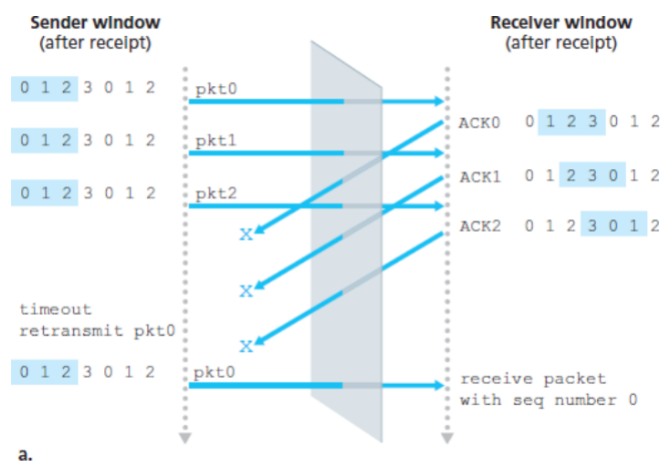 Sender window
(after receipt)
Receiver window
(after receipt)
0 1 2 3 0 1 2
pkt0
ACK0 0 1 2 3 0 1 2
0 1 2 3 0 1 2
pkt1
ACK1 0 1 2 3 0 1 2
0 1 2 3 0 1 2
pkt2
ACK2 0 1 2 3 0 1 2
X
X
X
timeout
retransmit pkt0
0 1 2 3 0 1 2
pkt0
receive packet
with seq number 0
a.